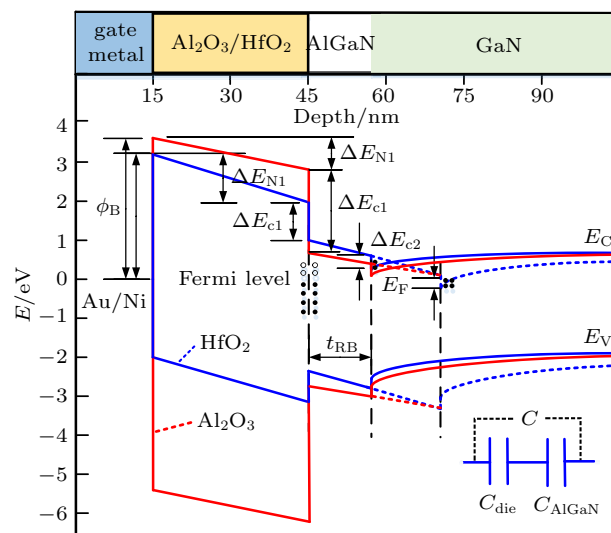 gate
metal
Al₂O₃/HfO₂
AlGaN
GaN
15 30 45 60 75 90
Depth/nm
E/eV
4
3
2
1
0
−1
−2
−3
−4
−5
−6
ϕB
ΔEN1
ΔEN1
ΔEc1
ΔEc1
ΔEc2
EC
Fermi level
EF
Au/Ni
tRB
EV
HfO₂
Al₂O₃
C
Cdie
CAlGaN